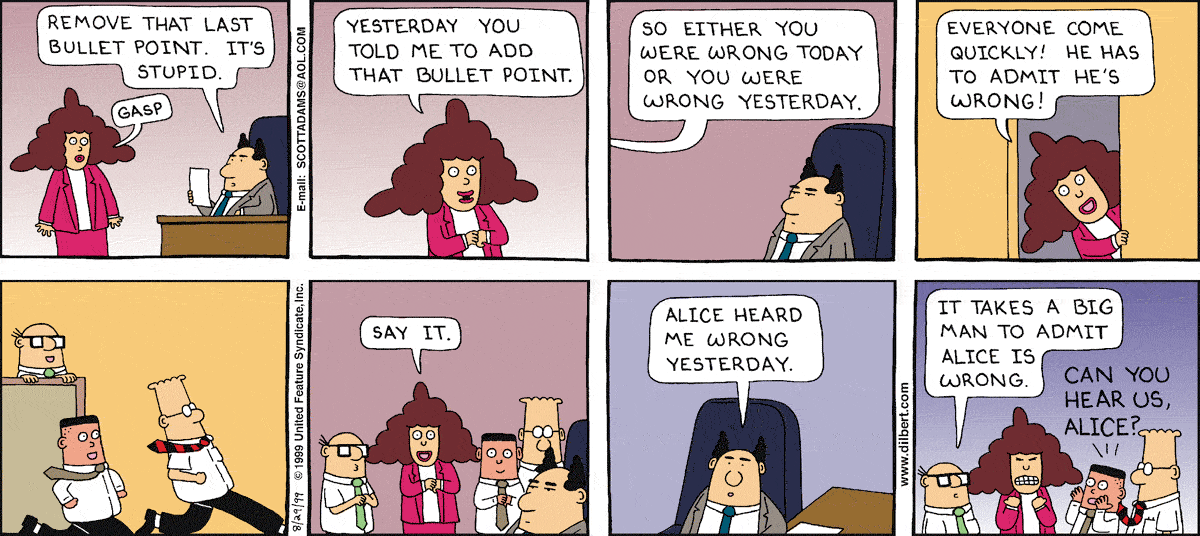 REMOVE THAT LAST
BULLET POINT. IT'S
STUPID.
GASP
E-mail: SCOTTADAMS@AOL.COM
YESTERDAY YOU
TOLD ME TO ADD
THAT BULLET POINT.
SO EITHER YOU
WERE WRONG TODAY
OR YOU WERE
WRONG YESTERDAY.
EVERYONE COME
QUICKLY! HE HAS
TO ADMIT HE'S
WRONG!
8/29/99 © 1999 United Feature Syndicate, Inc.
SAY IT.
ALICE HEARD
ME WRONG
YESTERDAY.
www.dilbert.com
IT TAKES A BIG
MAN TO ADMIT
ALICE IS
WRONG.
CAN YOU
HEAR US,
ALICE?